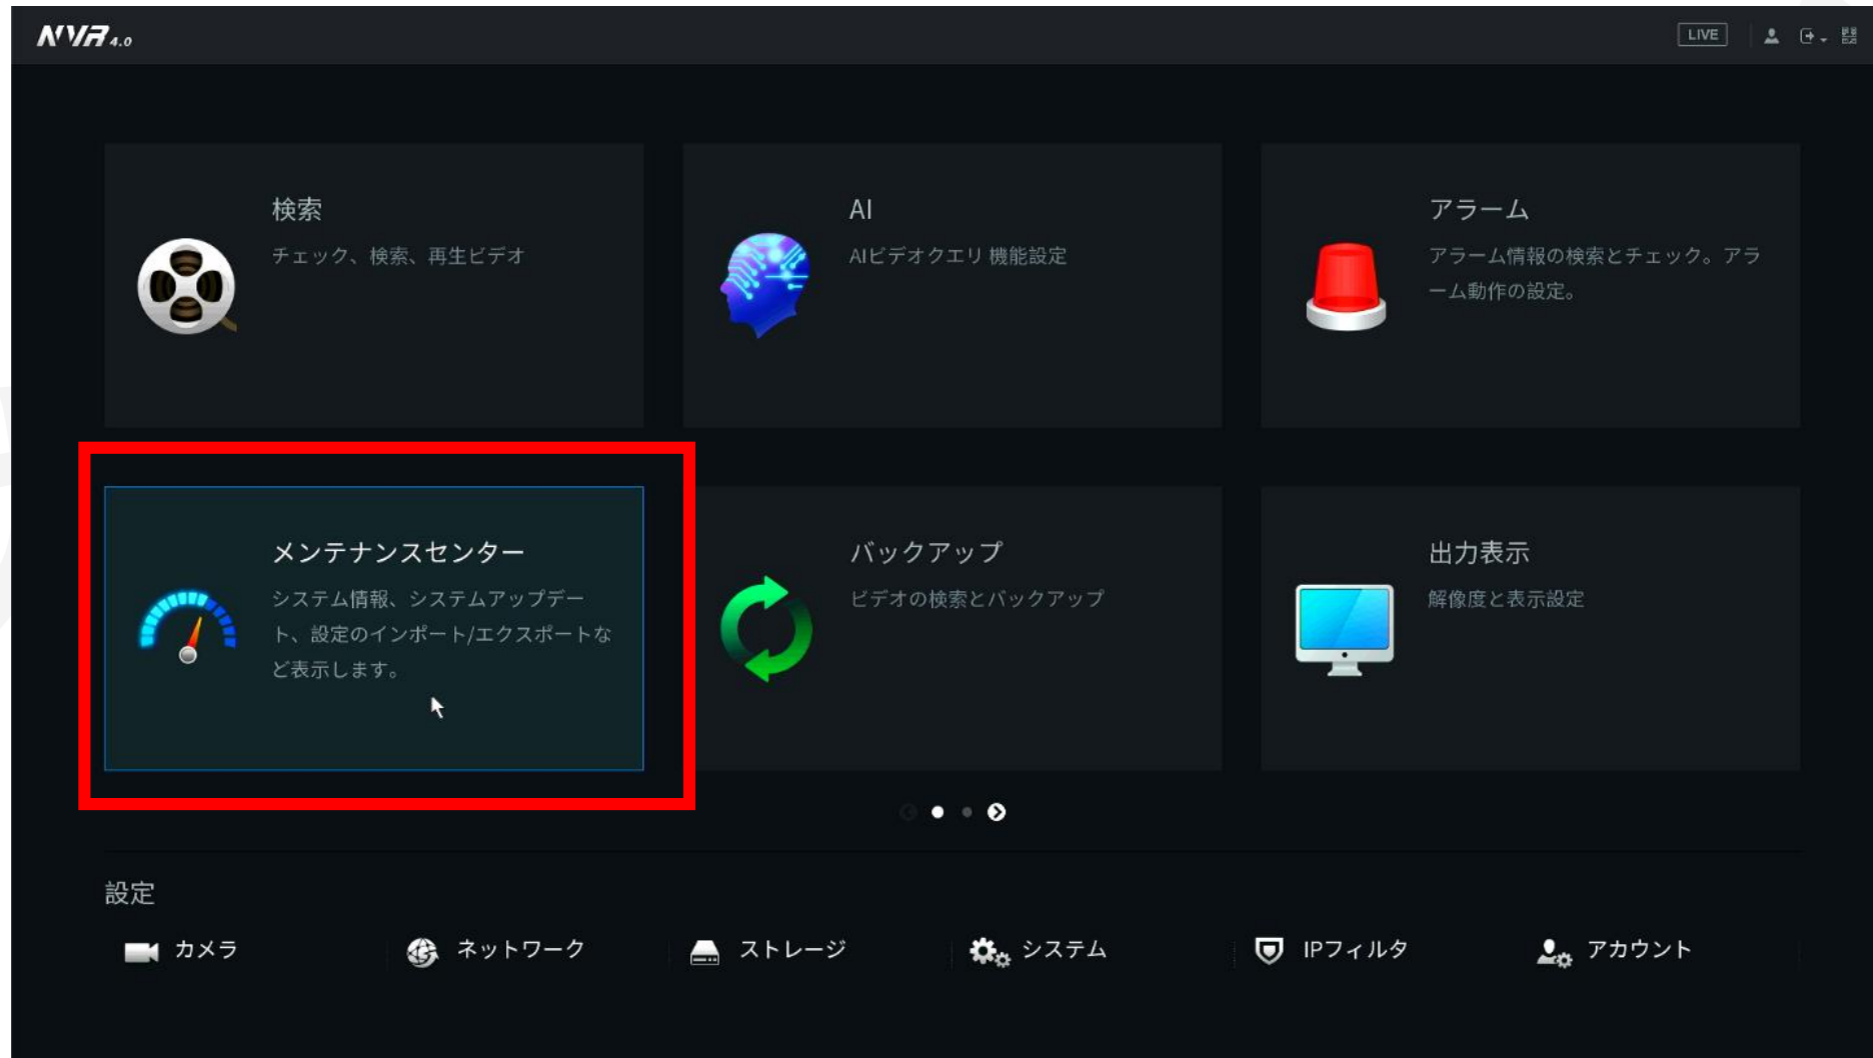 NVR 4.0
LIVE
検索
チェック、検索、再生ビデオ
AI
AIビデオクエリ 機能設定
アラーム
アラーム情報の検索とチェック。アラ
ーム動作の設定。
メンテナンスセンター
システム情報、システムアップデー
ト、設定のインポート/エクスポートな
ど表示します。
バックアップ
ビデオの検索とバックアップ
出力表示
解像度と表示設定
設定
カメラ
ネットワーク
ストレージ
システム
IPフィルタ
アカウント